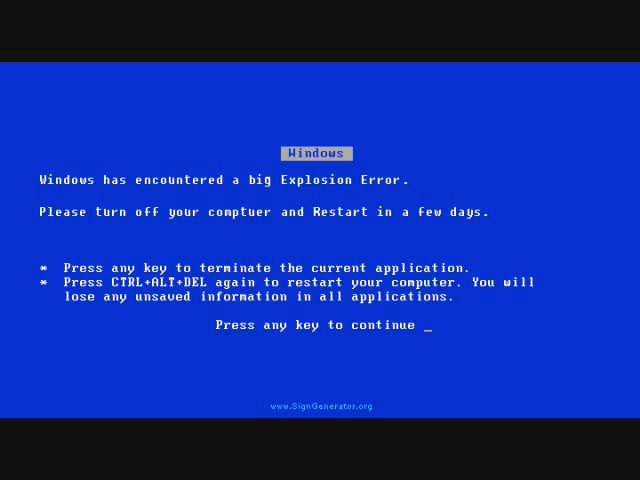 Windows
Windows has encountered a big Explosion Error.
Please turn off your comptuer and Restart in a few days.
* Press any key to terminate the current application.
* Press CTRL+ALT+DEL again to restart your computer. You will
lose any unsaved information in all applications.
Press any key to continue _
www.SignGenerator.org